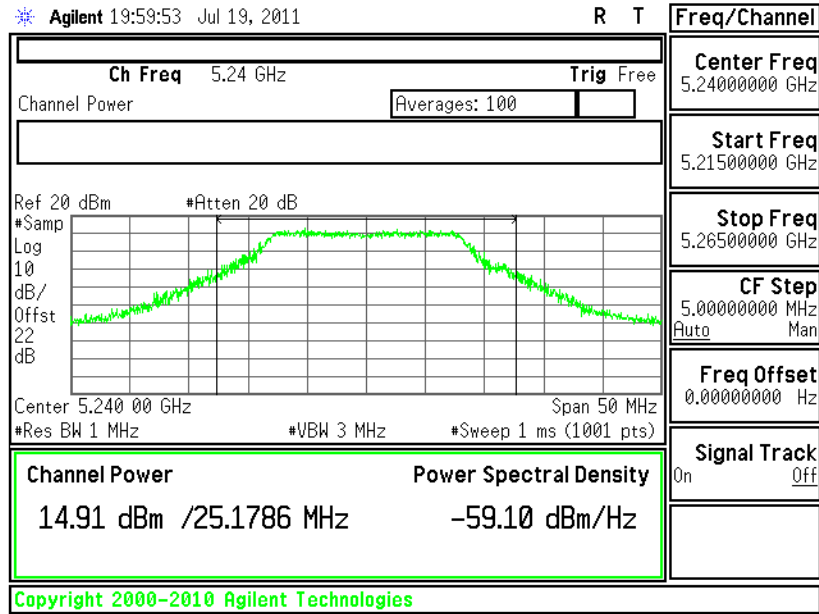 Agilent 19:59:53 Jul 19, 2011 R T
Ch Freq 5.24 GHz Trig Free
Channel Power Averages: 100
Ref 20 dBm #Atten 20 dB
#Samp
Log
10
dB/
Offst
22
dB
Center 5.240 00 GHz Span 50 MHz
#Res BW 1 MHz #VBW 3 MHz #Sweep 1 ms (1001 pts)
Channel Power Power Spectral Density
14.91 dBm /25.1786 MHz -59.10 dBm/Hz
Copyright 2000-2010 Agilent Technologies
Freq/Channel
Center Freq
5.24000000 GHz
Start Freq
5.21500000 GHz
Stop Freq
5.26500000 GHz
CF Step
5.00000000 MHz
Auto Man
Freq Offset
0.00000000 Hz
Signal Track
On Off